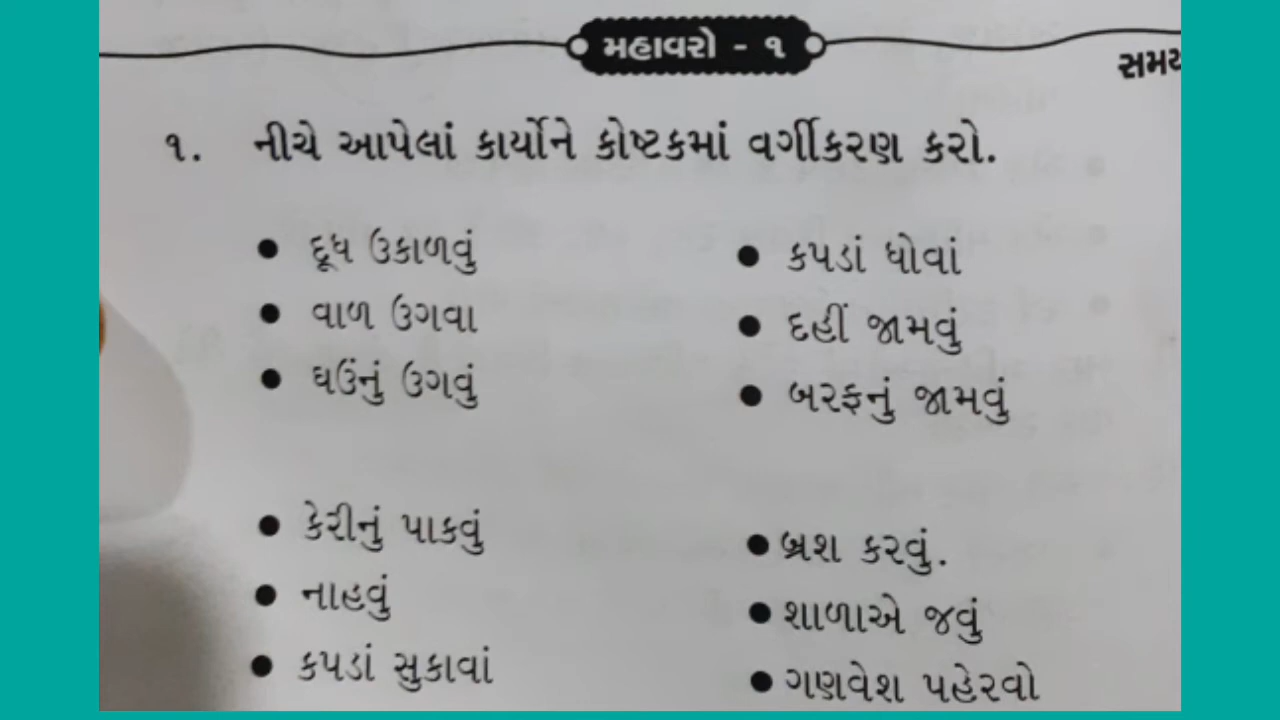 મહાવરો - ૧
૧. નીચે આપેલાં કાર્યોને કોષ્ટકમાં વર્ગીકરણ કરો.
• દૂધ ઉકાળવું
• વાળ ઉગવા
• ઘઉંનું ઉગવું
• કપડાં ધોવાં
• દહીં જામવું
• બરફનું જામવું
• કેરીનું પાકવું
• નાહવું
• કપડાં સુકાવાં
• બ્રશ કરવું.
• શાળાએ જવું
• ગણવેશ પહેરવો